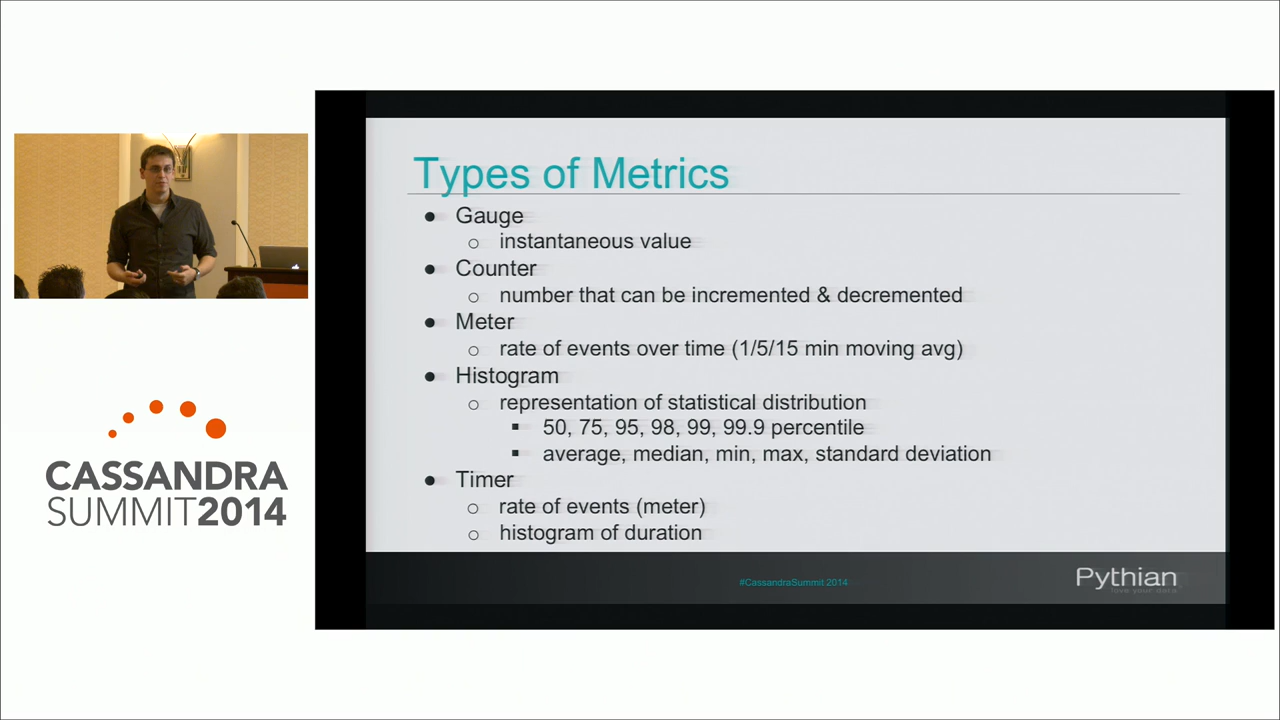 Types of Metrics
● Gauge
○ instantaneous value
● Counter
○ number that can be incremented & decremented
● Meter
○ rate of events over time (1/5/15 min moving avg)
● Histogram
○ representation of statistical distribution
■ 50, 75, 95, 98, 99, 99.9 percentile
■ average, median, min, max, standard deviation
● Timer
○ rate of events (meter)
○ histogram of duration
#CassandraSummit 2014
Pythian
love your data
CASSANDRA
SUMMIT2014